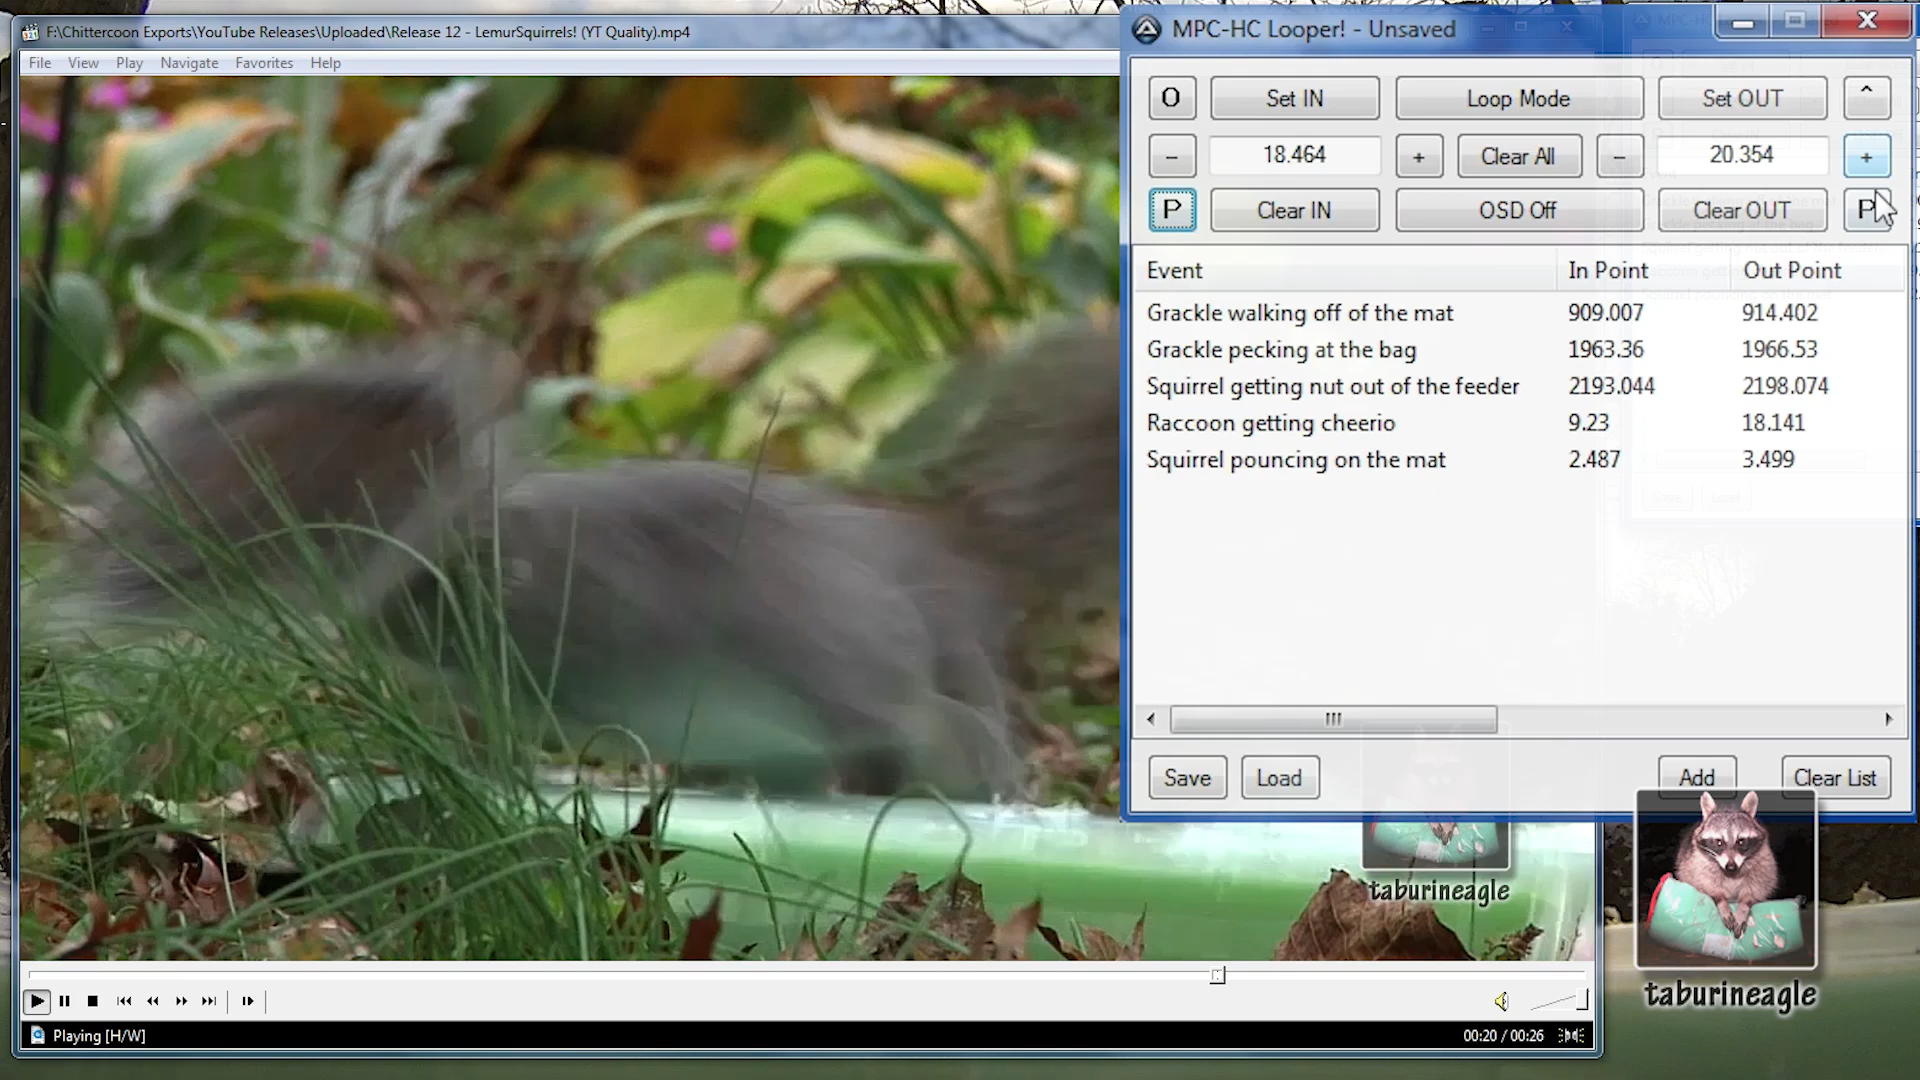 F:\Chittercoon Exports\YouTube Releases\Uploaded\Release 12 - LemurSquirrels! (YT Quality).mp4
File View Play Navigate Favorites Help
MPC-HC Looper! - Unsaved
O Set IN Loop Mode Set OUT ^
- 18.464 + Clear All - 20.354 +
P Clear IN OSD Off Clear OUT P
Event In Point Out Point
Grackle walking off of the mat 909.007 914.402
Grackle pecking at the bag 1963.36 1966.53
Squirrel getting nut out of the feeder 2193.044 2198.074
Raccoon getting cheerio 9.23 18.141
Squirrel pouncing on the mat 2.487 3.499
Save Load Add Clear List
taburineagle
taburineagle
Playing [H/W] 00:20 / 00:26